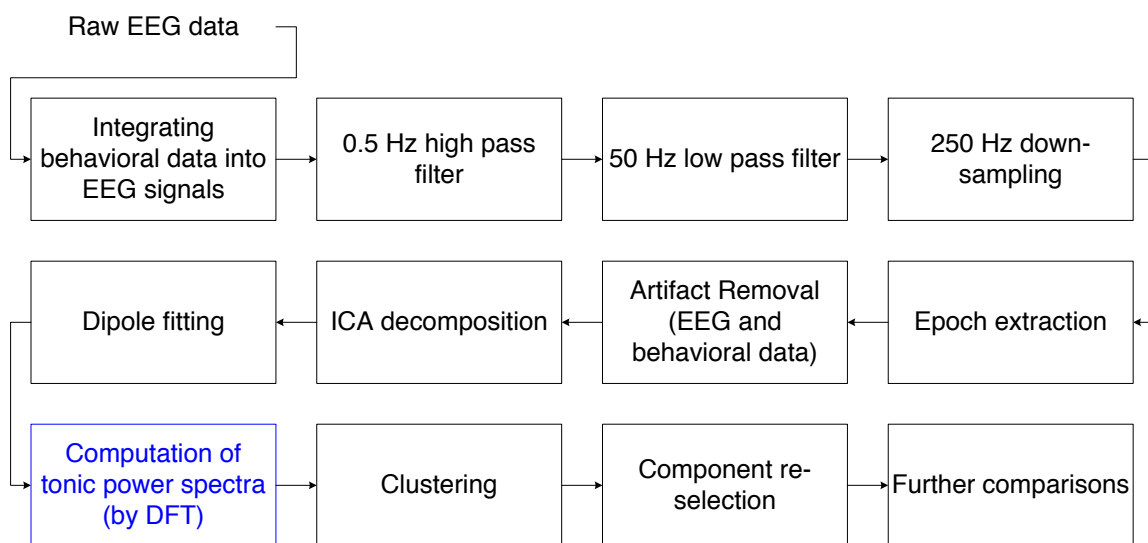 Raw EEG data
Integrating
behavioral data into
EEG signals
0.5 Hz high pass
filter
50 Hz low pass filter
250 Hz down-
sampling
Dipole fitting
ICA decomposition
Artifact Removal
(EEG and
behavioral data)
Epoch extraction
Computation of
tonic power spectra
(by DFT)
Clustering
Component re-
selection
Further comparisons